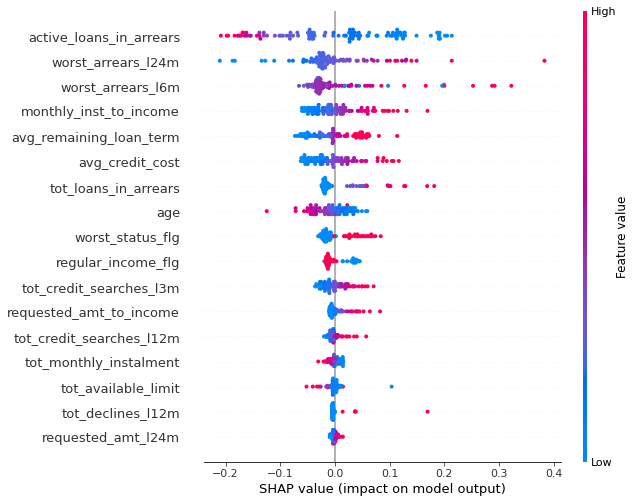 High
active_loans_in_arrears
worst_arrears_l24m
worst_arrears_l6m
monthly_inst_to_income
avg_remaining_loan_term
avg_credit_cost
tot_loans_in_arrears
age
worst_status_flg
regular_income_flg
tot_credit_searches_l3m
requested_amt_to_income
tot_credit_searches_l12m
tot_monthly_instalment
tot_available_limit
tot_declines_l12m
requested_amt_l24m
Feature value
Low
−0.2 −0.1 0.0 0.1 0.2 0.3 0.4
SHAP value (impact on model output)